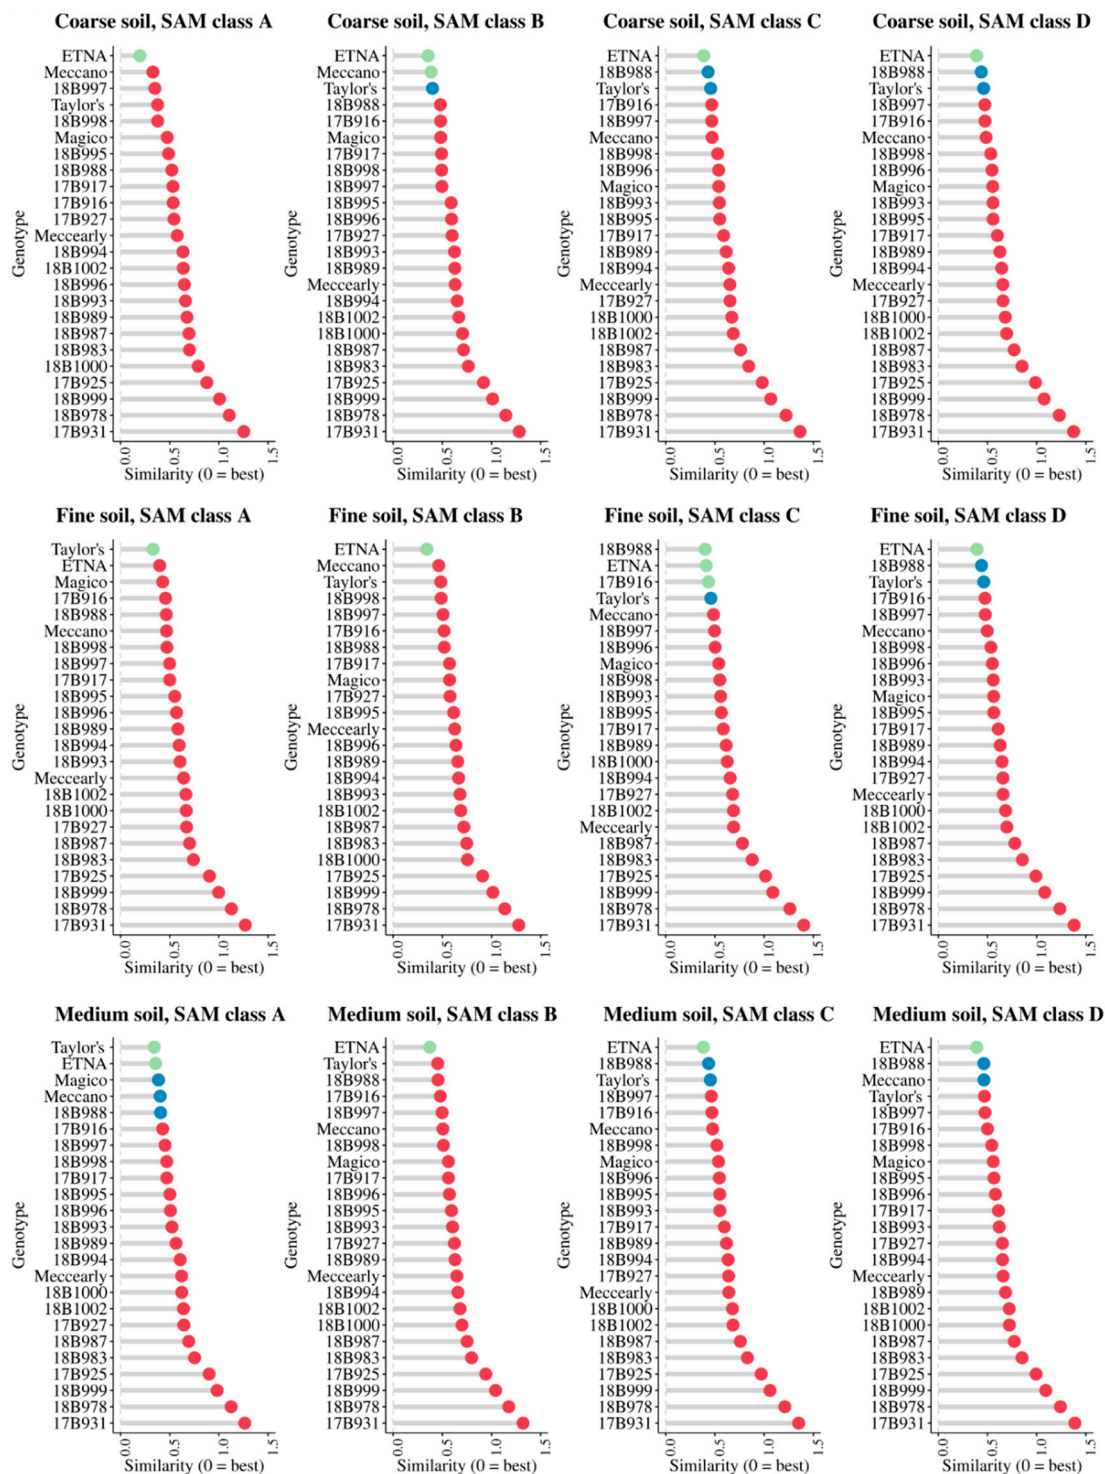 Coarse soil, SAM class A
Genotype
ETNA
Meccano
18B997
Taylor's
18B998
Magico
18B995
18B988
17B917
17B916
17B927
Meccearly
18B994
18B1002
18B996
18B993
18B989
18B987
18B983
18B1000
17B925
18B999
18B978
17B931
0.0
0.5
1.0
1.5
Similarity (0 = best)
Coarse soil, SAM class B
Genotype
ETNA
Meccano
Taylor's
18B988
17B916
Magico
17B917
18B998
18B997
18B995
18B996
17B927
18B993
18B989
Meccearly
18B994
18B1002
18B1000
18B987
18B983
17B925
18B999
18B978
17B931
0.0
0.5
1.0
1.5
Similarity (0 = best)
Coarse soil, SAM class C
Genotype
ETNA
18B988
Taylor's
17B916
18B997
Meccano
18B998
18B996
Magico
18B993
18B995
17B917
18B989
18B994
Meccearly
17B927
18B1000
18B1002
18B987
18B983
17B925
18B999
18B978
17B931
0.0
0.5
1.0
1.5
Similarity (0 = best)
Coarse soil, SAM class D
Genotype
ETNA
18B988
Taylor's
18B997
17B916
Meccano
18B998
18B996
Magico
18B993
18B995
17B917
18B989
18B994
Meccearly
17B927
18B1000
18B1002
18B987
18B983
17B925
18B999
18B978
17B931
0.0
0.5
1.0
1.5
Similarity (0 = best)
Fine soil, SAM class A
Genotype
Taylor's
ETNA
Magico
17B916
18B988
Meccano
18B998
18B997
17B917
18B995
18B996
18B989
18B994
18B993
Meccearly
18B1002
18B1000
17B927
18B987
18B983
17B925
18B999
18B978
17B931
0.0
0.5
1.0
1.5
Similarity (0 = best)
Fine soil, SAM class B
Genotype
ETNA
Meccano
Taylor's
18B998
18B997
17B916
18B988
17B917
Magico
17B927
18B995
Meccearly
18B996
18B989
18B994
18B993
18B1002
18B987
18B983
18B1000
17B925
18B999
18B978
17B931
0.0
0.5
1.0
1.5
Similarity (0 = best)
Fine soil, SAM class C
Genotype
18B988
ETNA
17B916
Taylor's
Meccano
18B997
18B996
Magico
18B998
18B993
18B995
17B917
18B989
18B1000
18B994
17B927
18B1002
Meccearly
18B987
18B983
17B925
18B999
18B978
17B931
0.0
0.5
1.0
1.5
Similarity (0 = best)
Fine soil, SAM class D
Genotype
ETNA
18B988
Taylor's
17B916
18B997
Meccano
18B998
18B996
18B993
Magico
18B995
17B917
18B989
18B994
17B927
Meccearly
18B1000
18B1002
18B987
18B983
17B925
18B999
18B978
17B931
0.0
0.5
1.0
1.5
Similarity (0 = best)
Medium soil, SAM class A
Genotype
Taylor's
ETNA
Magico
Meccano
18B988
17B916
18B997
18B998
17B917
18B995
18B996
18B993
18B989
18B994
Meccearly
18B1000
18B1002
17B927
18B987
18B983
17B925
18B999
18B978
17B931
0.0
0.5
1.0
1.5
Similarity (0 = best)
Medium soil, SAM class B
Genotype
ETNA
Taylor's
18B988
17B916
18B997
Meccano
18B998
Magico
17B917
18B996
18B995
18B993
17B927
18B989
Meccearly
18B994
18B1002
18B1000
18B987
18B983
17B925
18B999
18B978
17B931
0.0
0.5
1.0
1.5
Similarity (0 = best)
Medium soil, SAM class C
Genotype
ETNA
18B988
Taylor's
18B997
17B916
Meccano
18B998
Magico
18B996
18B995
18B993
17B917
18B989
18B994
17B927
Meccearly
18B1000
18B1002
18B987
18B983
17B925
18B999
18B978
17B931
0.0
0.5
1.0
1.5
Similarity (0 = best)
Medium soil, SAM class D
Genotype
ETNA
18B988
Meccano
Taylor's
18B997
17B916
18B998
Magico
18B995
18B996
17B917
18B993
17B927
18B994
Meccearly
18B989
18B1002
18B1000
18B987
18B983
17B925
18B999
18B978
17B931
0.0
0.5
1.0
1.5
Similarity (0 = best)